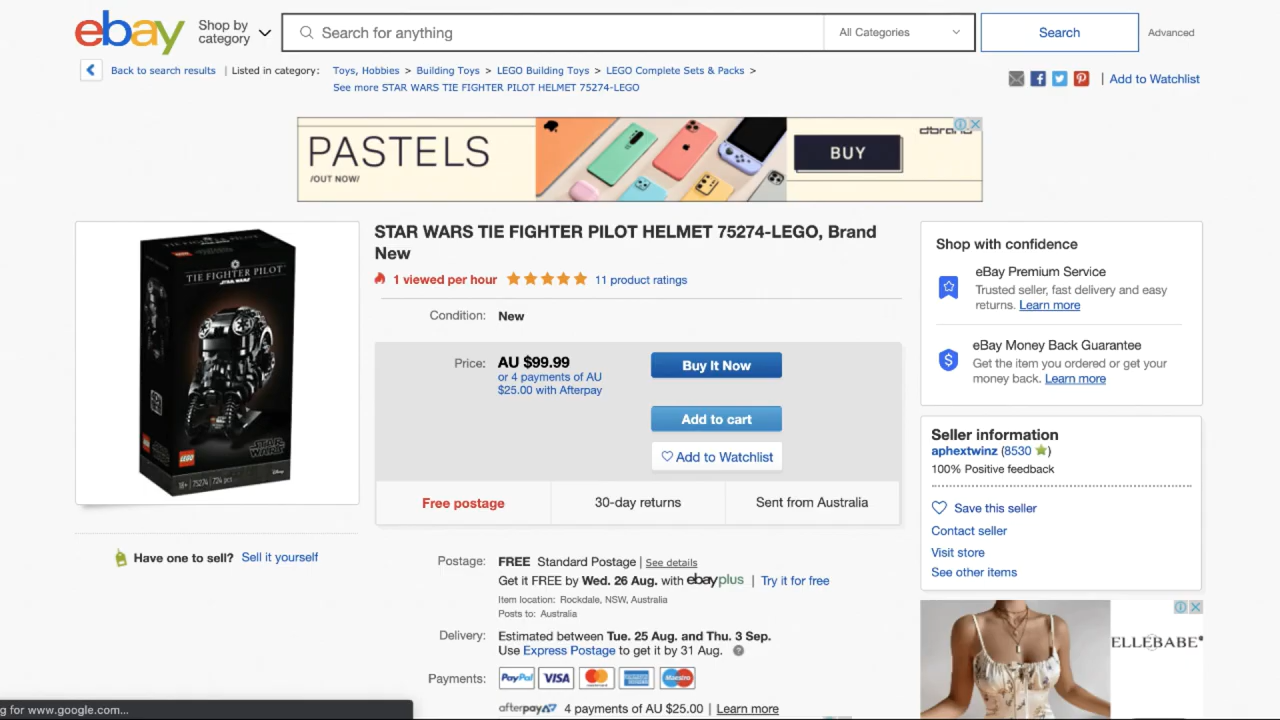 ebay
Shop by
category
Search for anything
All Categories
Search
Advanced
Back to search results | Listed in category: Toys, Hobbies > Building Toys > LEGO Building Toys > LEGO Complete Sets & Packs >
See more STAR WARS TIE FIGHTER PILOT HELMET 75274-LEGO
| Add to Watchlist
PASTELS
/OUT NOW/
BUY
dbrand
STAR WARS TIE FIGHTER PILOT HELMET 75274-LEGO, Brand
New
1 viewed per hour
11 product ratings
Condition: New
Price: AU $99.99
or 4 payments of AU
$25.00 with Afterpay
Buy It Now
Add to cart
Add to Watchlist
Free postage
30-day returns
Sent from Australia
TIE FIGHTER PILOT
STAR WARS
LEGO
STAR WARS
18+ 75274 724 pcs
Disney
Have one to sell? Sell it yourself
Postage: FREE Standard Postage | See details
Get it FREE by Wed. 26 Aug. with ebayplus | Try it for free
Item location: Rockdale, NSW, Australia
Posts to: Australia
Delivery: Estimated between Tue. 25 Aug. and Thu. 3 Sep.
Use Express Postage to get it by 31 Aug. ?
Payments: PayPal VISA Maestro
afterpay 4 payments of AU $25.00 | Learn more
Shop with confidence
eBay Premium Service
Trusted seller, fast delivery and easy
returns. Learn more
eBay Money Back Guarantee
Get the item you ordered or get your
money back. Learn more
Seller information
aphextwinz (8530)
100% Positive feedback
Save this seller
Contact seller
Visit store
See other items
ELLEBABE®
g for www.google.com...